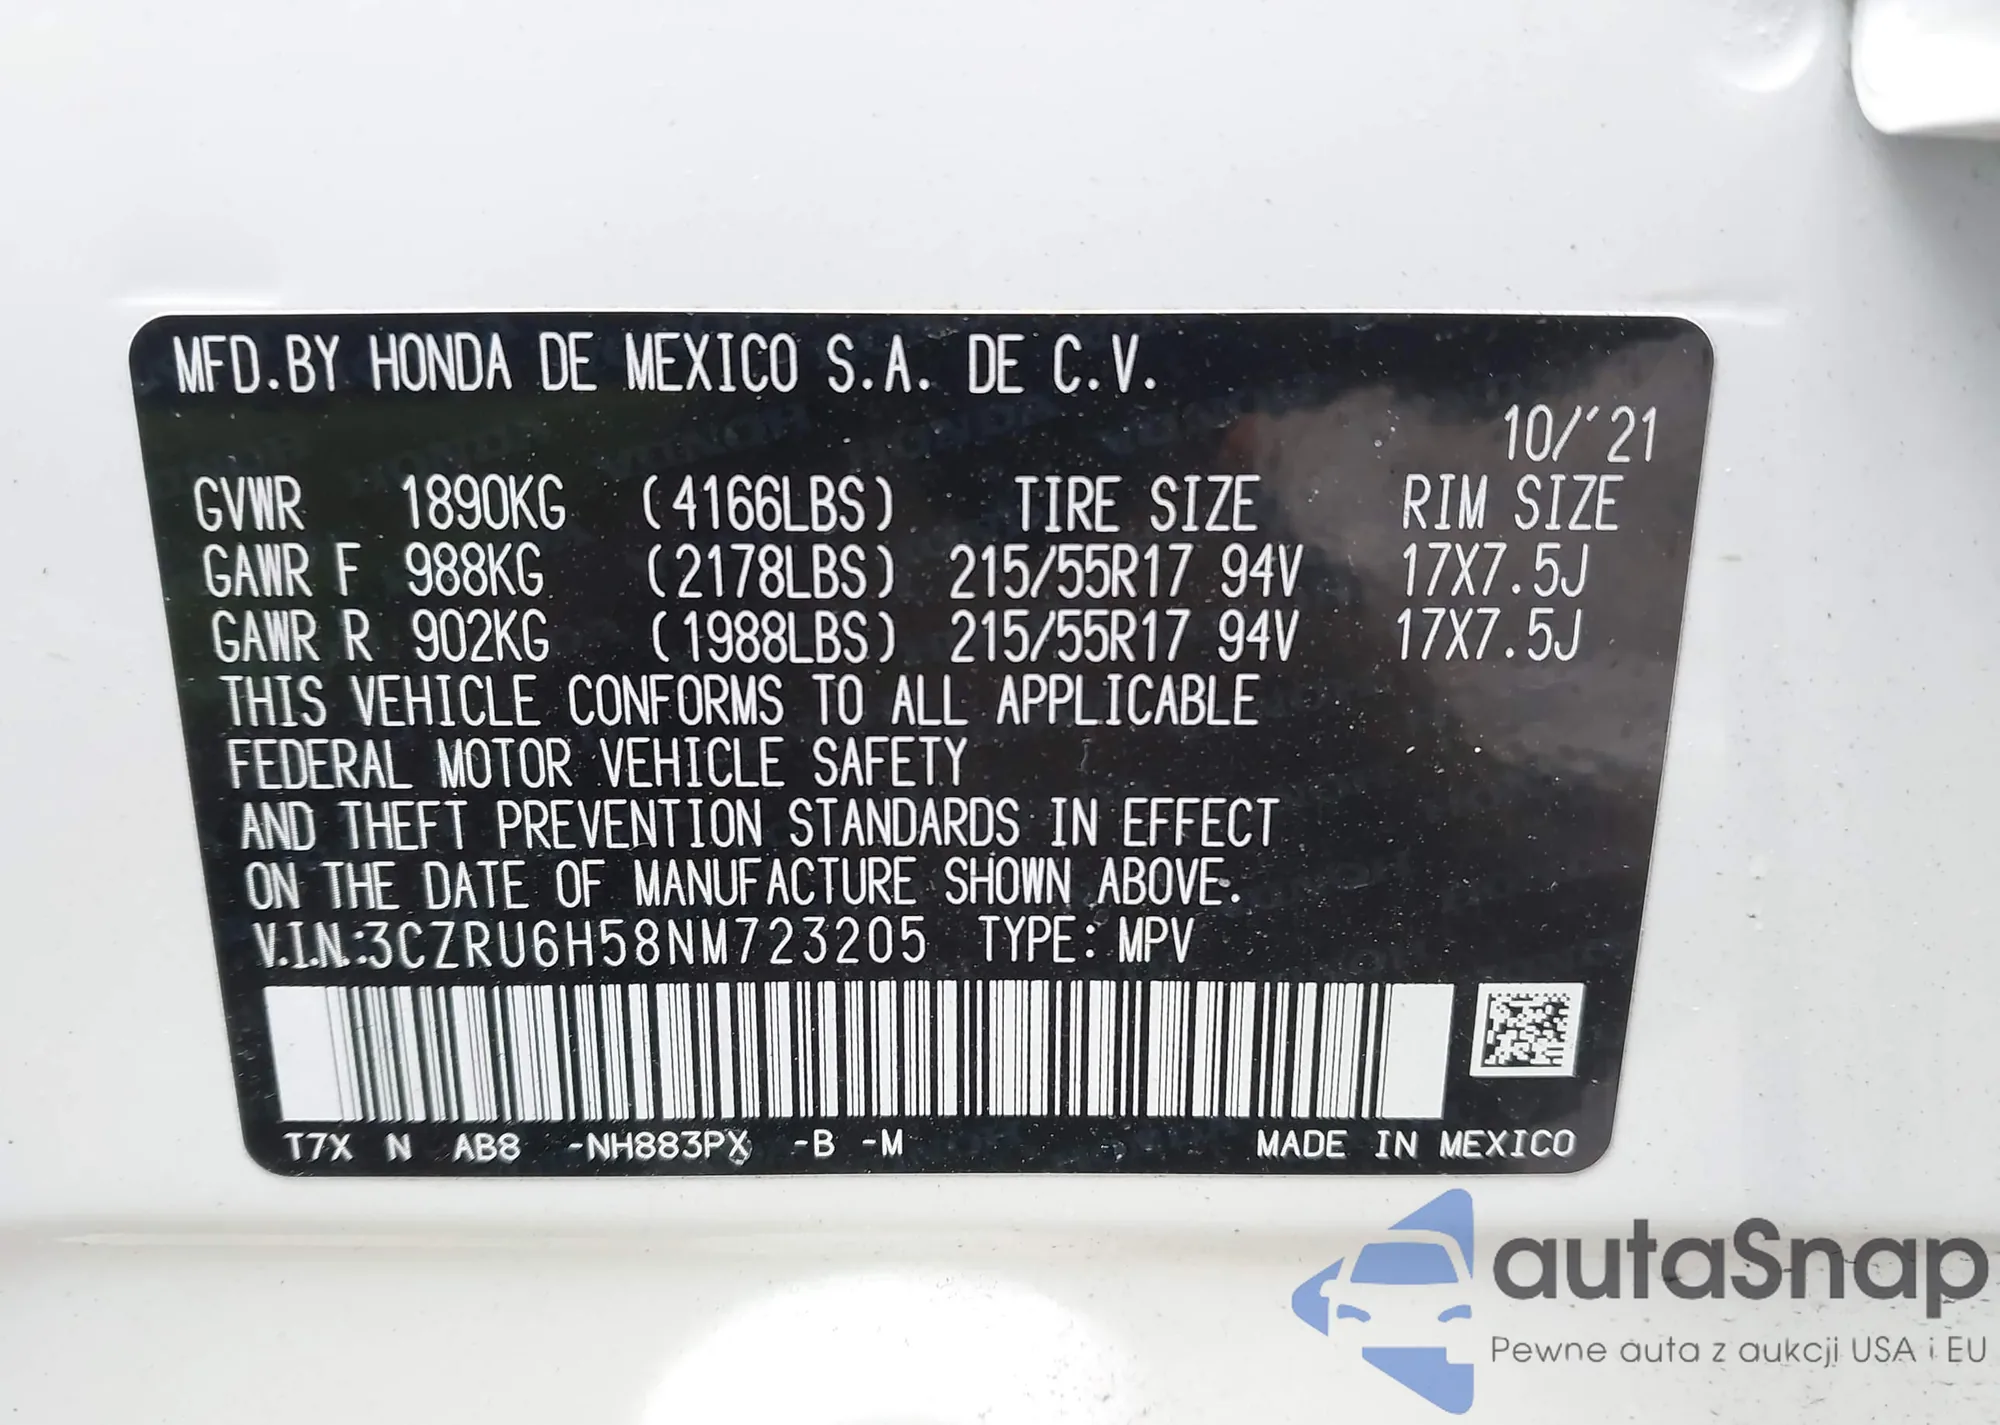 MFD.BY HONDA DE MEXICO S.A. DE C.V.
10/'21
GVWR 1890KG (4166LBS) TIRE SIZE RIM SIZE
GAWR F 988KG (2178LBS) 215/55R17 94V 17X7.5J
GAWR R 902KG (1988LBS) 215/55R17 94V 17X7.5J
THIS VEHICLE CONFORMS TO ALL APPLICABLE
FEDERAL MOTOR VEHICLE SAFETY
AND THEFT PREVENTION STANDARDS IN EFFECT
ON THE DATE OF MANUFACTURE SHOWN ABOVE.
V.I.N.:3CZRU6H58NM723205 TYPE: MPV
T7X N AB8 -NH883PX -B -M MADE IN MEXICO
autaSnap
Pewne auta z aukcji USA i EU